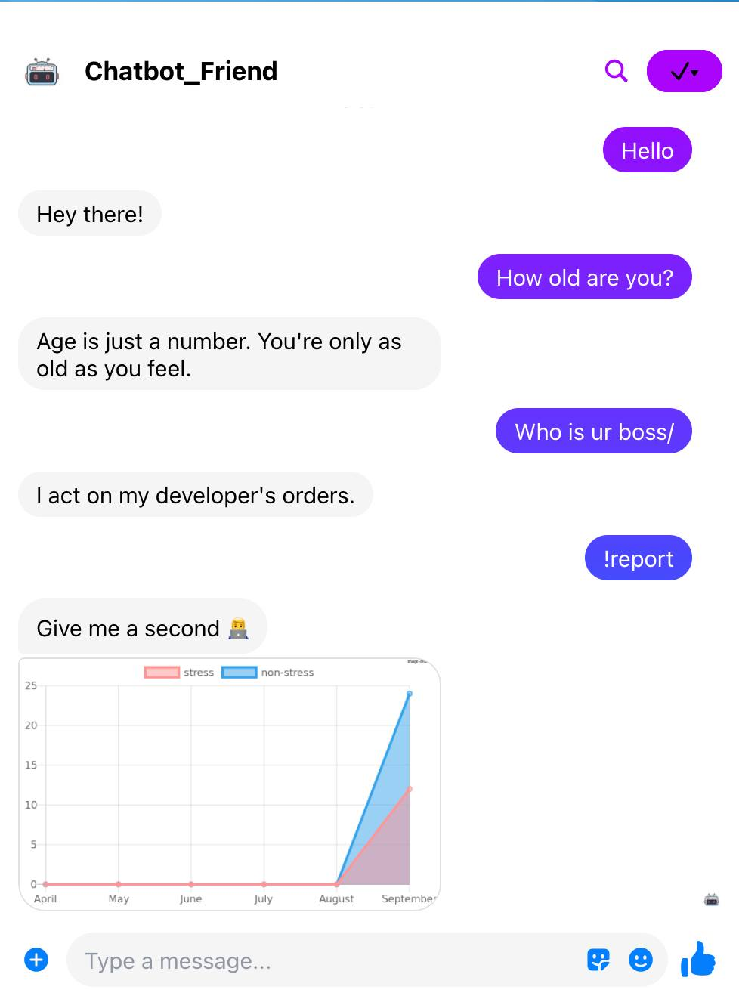 Chatbot_Friend
Hello
Hey there!
How old are you?
Age is just a number. You're only as
old as you feel.
Who is ur boss/
I act on my developer's orders.
!report
Give me a second
stress non-stress
25
20
15
10
5
0
April May June July August September
Type a message...